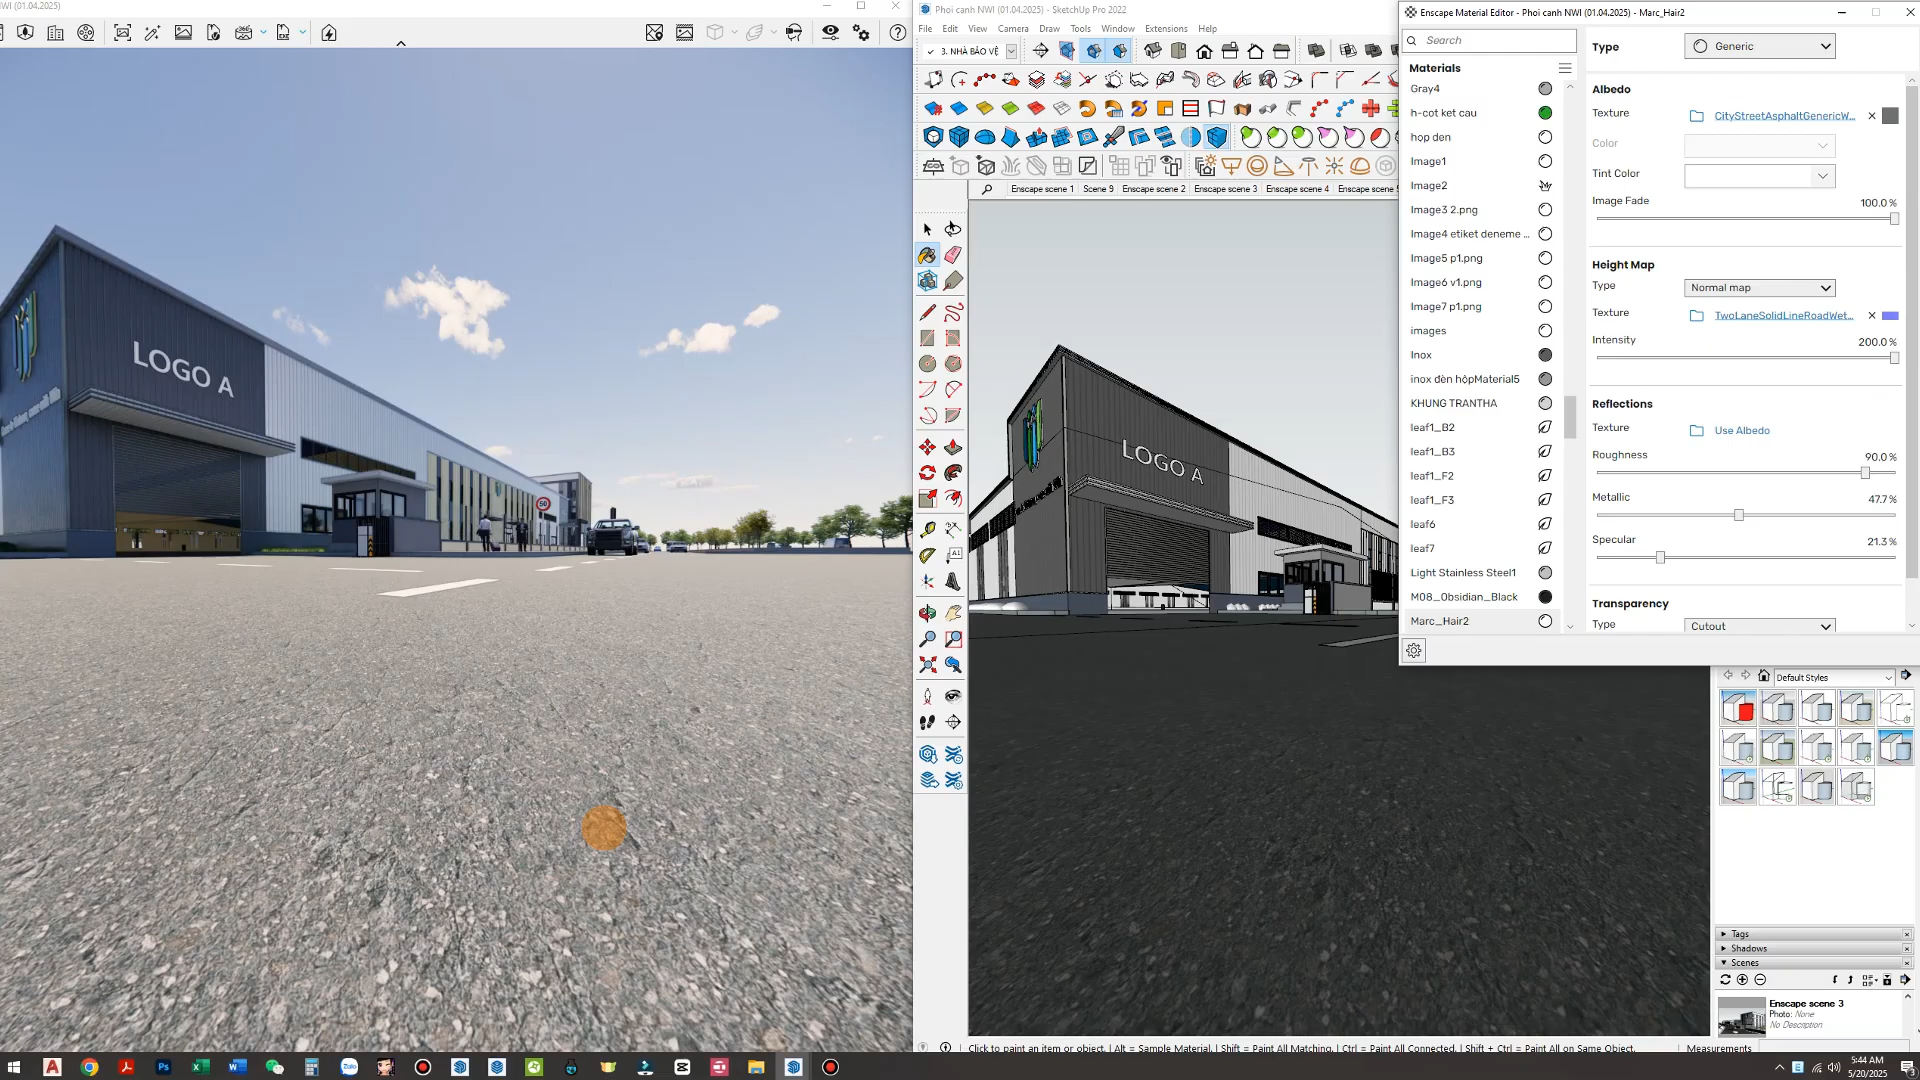 NWI (01.04.2025)
LOGO A
50
Phoi canh NWI (01.04.2025) - SketchUp Pro 2022
File Edit View Camera Draw Tools Window Extensions Help
3. NHÀ BẢO VỆ
Enscape scene 1 Scene 9 Enscape scene 2 Enscape scene 3 Enscape scene 4 Enscape scene
LOGO A
Enscape Material Editor - Phoi canh NWI (01.04.2025) - Marc_Hair2
Search
Materials
Gray4
h-cot ket cau
hop den
Image1
Image2
Image3 2.png
Image4 etiket deneme ...
Image5 p1.png
Image6 v1.png
Image7 p1.png
images
Inox
inox đèn hộpMaterial5
KHUNG TRANTHA
leaf1_B2
leaf1_B3
leaf1_F2
leaf1_F3
leaf6
leaf7
Light Stainless Steel1
M08_Obsidian_Black
Marc_Hair2
Type Generic
Albedo
Texture CityStreetAsphaltGenericW...
Color
Tint Color
Image Fade 100.0 %
Height Map
Type Normal map
Texture TwoLaneSolidLineRoadWet...
Intensity 200.0 %
Reflections
Texture Use Albedo
Roughness 90.0 %
Metallic 47.7 %
Specular 21.3 %
Transparency
Type Cutout
Default Styles
Tags
Shadows
Scenes
Enscape scene 3
Photo: None
No Description
Click to paint an item or object. | Alt = Sample Material. | Shift = Paint All Matching. | Ctrl = Paint All Connected. | Shift + Ctrl = Paint All on Same Object.
Measurements
5:44 AM
5/20/2025